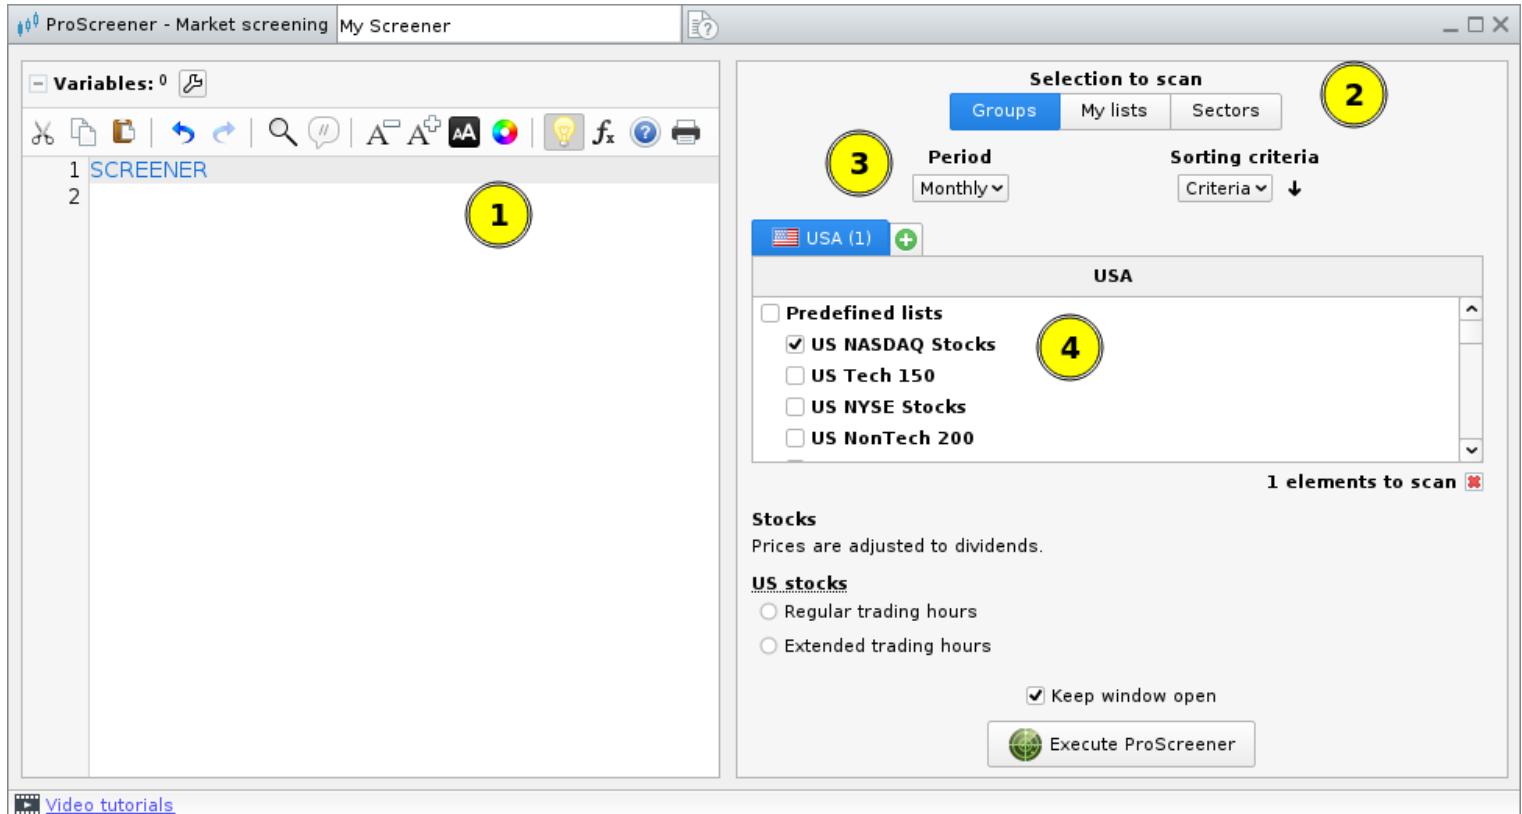 ProScreener - Market screening My Screener
Variables: 0
1 SCREENER
2
1
Selection to scan
2
Groups My lists Sectors
3
Period Sorting criteria
Monthly Criteria
USA (1)
USA
Predefined lists
US NASDAQ Stocks
4
US Tech 150
US NYSE Stocks
US NonTech 200
1 elements to scan
Stocks
Prices are adjusted to dividends.
US stocks
Regular trading hours
Extended trading hours
Keep window open
Execute ProScreener
Video tutorials